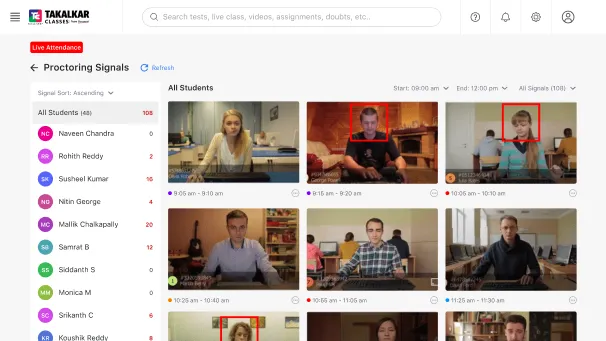 TAKALKAR
CLASSES
Search tests, live class, videos, assignments, doubts, etc..
Live Attendance
Proctoring Signals
Refresh
Signal Sort: Ascending
All Students
Start: 09:00 am
End: 12:00 pm
All Signals (108)
All Students (48) 108
NC Naveen Chandra 0
RR Rohith Reddy 2
SK Susheel Kumar 16
NG Nitin George 4
MC Mallik Chalkapally 20
SB Samrat B 12
SS Siddanth S 0
MM Monica M 0
SC Srikanth C 6
KR Koushik Reddy 8
9:05 am - 9:10 am
9:15 am - 9:20 am
10:05 am - 10:10 am
10:25 am - 10:40 am
10:55 am - 11:05 am
11:25 am - 11:30 am